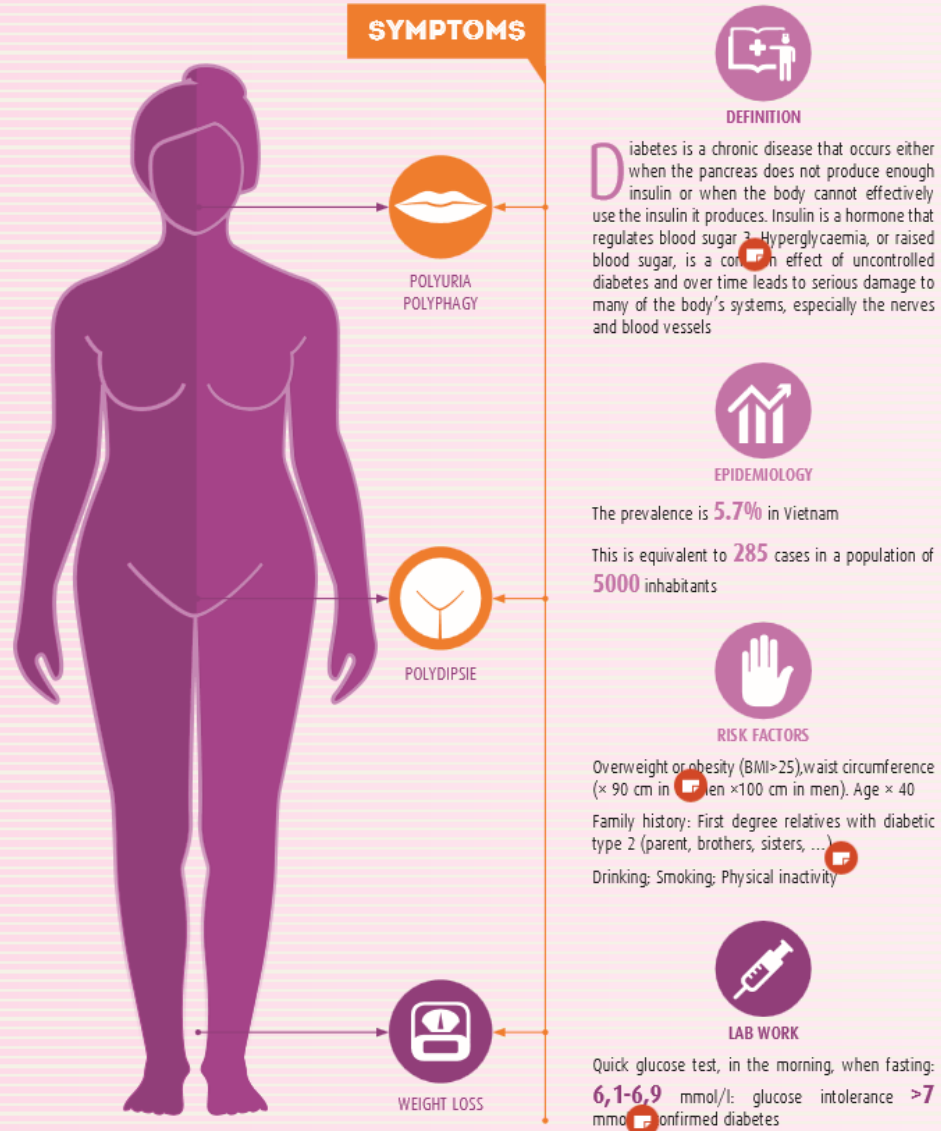 SYMPTOMS
POLYURIA
POLYPHAGY
POLYDIPSIE
WEIGHT LOSS
DEFINITION
Diabetes is a chronic disease that occurs either
when the pancreas does not produce enough
insulin or when the body cannot effectively
use the insulin it produces. Insulin is a hormone that
regulates blood sugar 3. Hyperglycaemia, or raised
blood sugar, is a effect of uncontrolled
diabetes and over time leads to serious damage to
many of the body's systems, especially the nerves
and blood vessels
EPIDEMIOLOGY
The prevalence is 5.7% in Vietnam
This is equivalent to 285 cases in a population of
5000 inhabitants
RISK FACTORS
Overweight or obesity (BMI>25),waist circumference
(× 90 cm in ×100 cm in men). Age × 40
Family history: First degree relatives with diabetic
type 2 (parent, brothers, sisters, ...)
Drinking; Smoking; Physical inactivity
LAB WORK
Quick glucose test, in the morning, when fasting:
6,1-6,9 mmol/l: glucose intolerance >7
diabetes